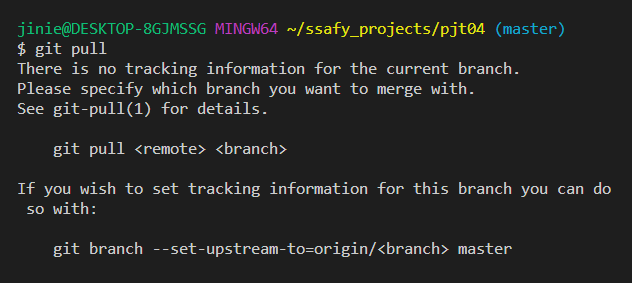 jinie@DESKTOP-8GJMSSG MINGW64 ~/ssafy_projects/pjt04 (master)
$ git pull
There is no tracking information for the current branch.
Please specify which branch you want to merge with.
See git-pull(1) for details.

    git pull <remote> <branch>

If you wish to set tracking information for this branch you can do
 so with:

    git branch --set-upstream-to=origin/<branch> master